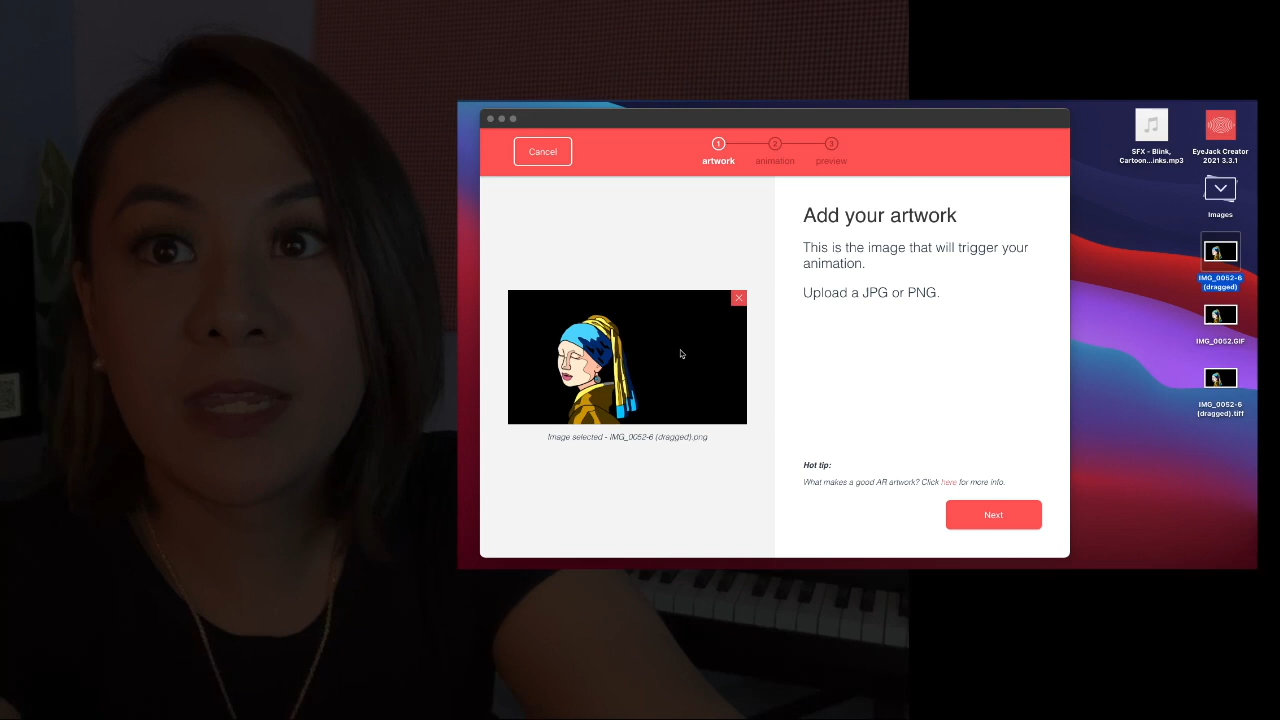 Cancel
1
2
3
artwork
animation
preview
Add your artwork
This is the image that will trigger your
animation.
Upload a JPG or PNG.
Image selected - IMG_0052-6 (dragged).png
Hot tip:
What makes a good AR artwork? Click here for more info.
Next
SFX - Blink,
Cartoon...inks.mp3
EyeJack Creator
2021 3.3.1
Images
IMG_0052-6
(dragged)
IMG_0052.GIF
IMG_0052-6
(dragged).tiff